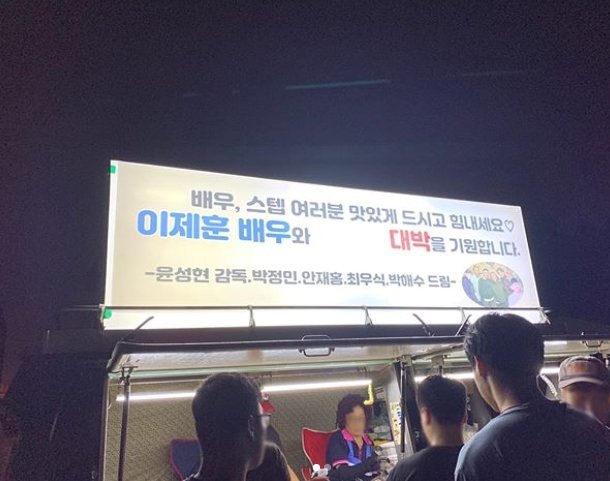 배우, 스텝 여러분 맛있게 드시고 힘내세요♡
이제훈 배우와 대박을 기원합니다.
-윤성현 감독.박정민.안재홍.최우식.박해수 드림-